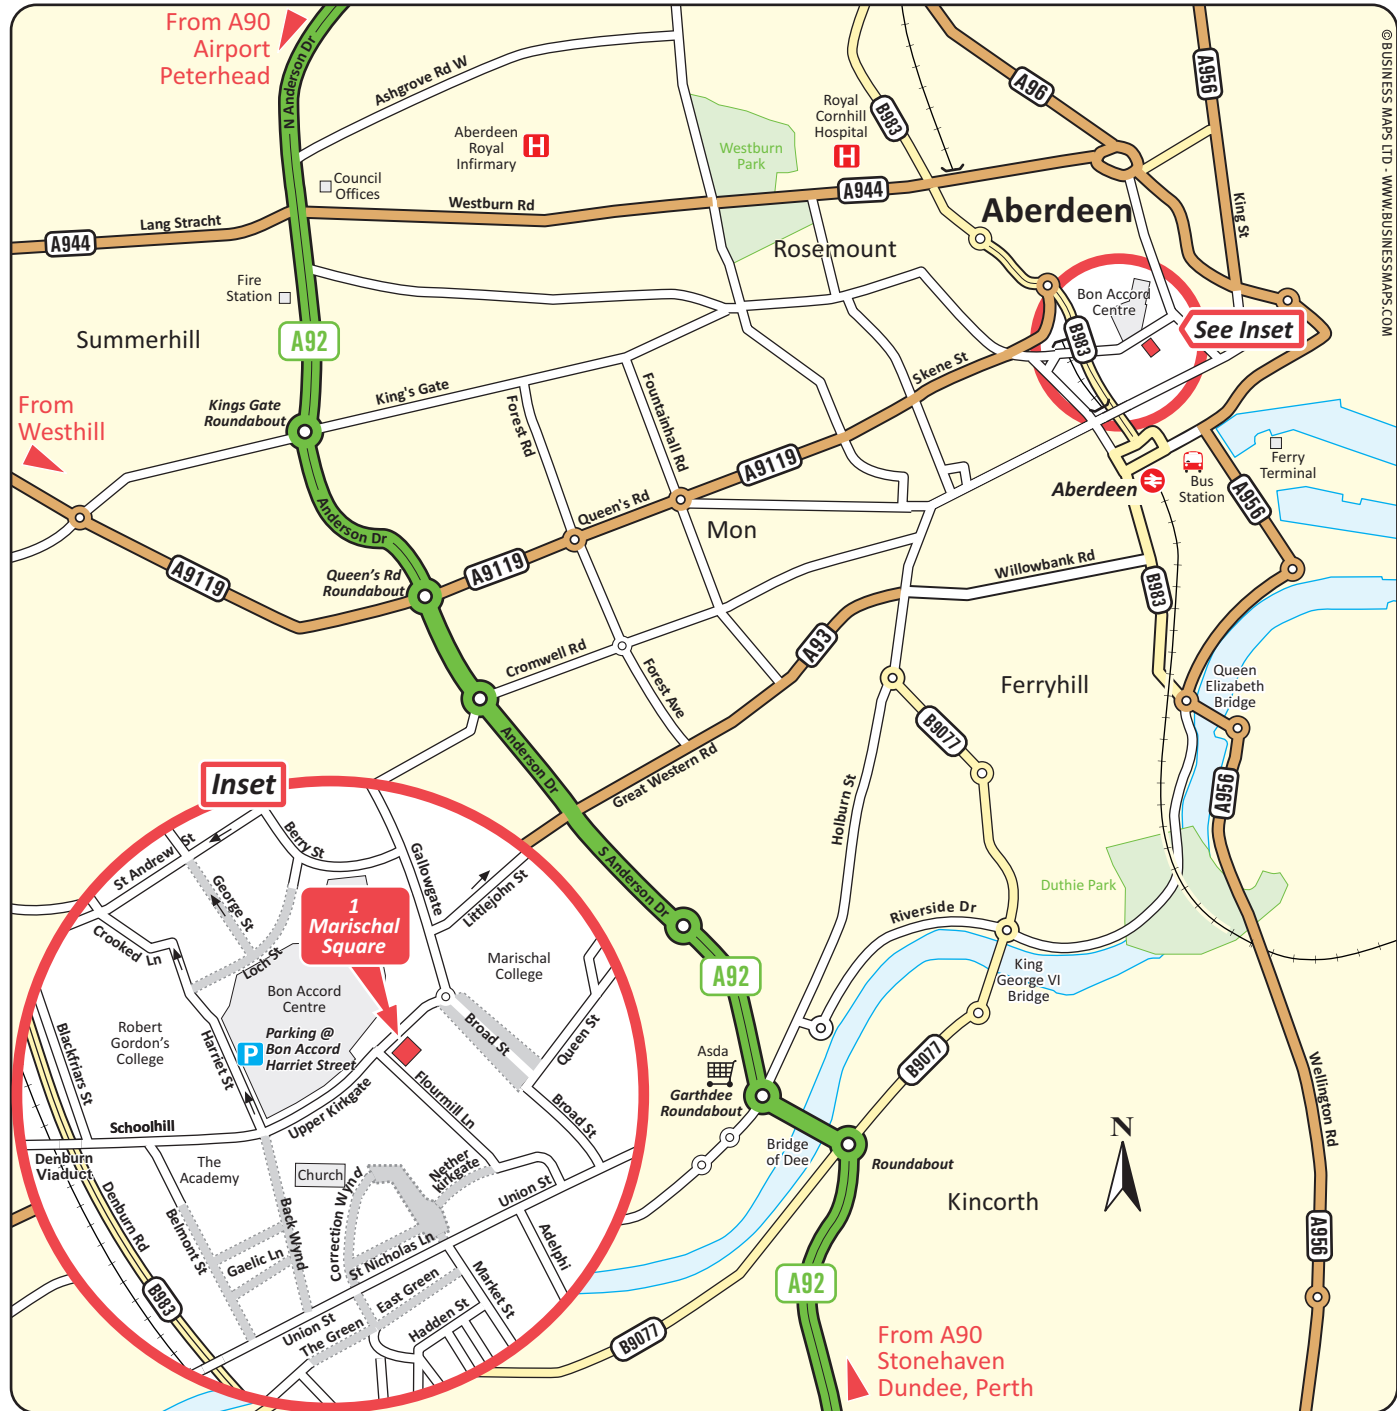 From A90
Airport
Peterhead
N Anderson Dr
Ashgrove Rd W
Aberdeen
Royal
Infirmary
H
Council
Offices
Westburn
Park
Royal
Cornhill
Hospital
H
B983
A96
A956
© BUSINESS MAPS LTD - WWW.BUSINESSMAPS.COM
A944
Lang Stracht
Westburn Rd
A944
Aberdeen
King St
Rosemount
Fire
Station
Summerhill
A92
Bon Accord
Centre
B983
See Inset
From
Westhill
Kings Gate
Roundabout
King's Gate
Forest Rd
Fountainhall Rd
Skene St
A9119
Queen's Rd
Mon
Anderson Dr
Queen's Rd
Roundabout
A9119
A9119
Aberdeen
Bus
Station
Ferry
Terminal
A956
Willowbank Rd
B983
Cromwell Rd
Forest Ave
A93
Ferryhill
Queen
Elizabeth
Bridge
B9077
Anderson Dr
Great Western Rd
Holburn St
A956
S Anderson Dr
Duthie Park
Riverside Dr
King
George VI
Bridge
A92
Asda
Garthdee
Roundabout
B9077
Bridge
of Dee
Roundabout
Kincorth
N
Wellington Rd
A956
A92
B9077
From A90
Stonehaven
Dundee, Perth
Inset
St Andrew St
Berry St
George St
Gallowgate
Littlejohn St
1
Marischal
Square
Crooked Ln
Loch St
Marischal
College
Bon Accord
Centre
Robert
Gordon's
College
Parking @
Bon Accord
Harriet Street
P
Blackfriars St
Harriet St
Broad St
Queen St
Flourmill Ln
Upper Kirkgate
Broad St
Schoolhill
Denburn
Viaduct
The
Academy
Church
Correction Wynd
Nether
kirkgate
Union St
Denburn Rd
Belmont St
Back Wynd
Gaelic Ln
St Nicholas Ln
Adelphi
Market St
East Green
B983
Union St
The Green
Hadden St